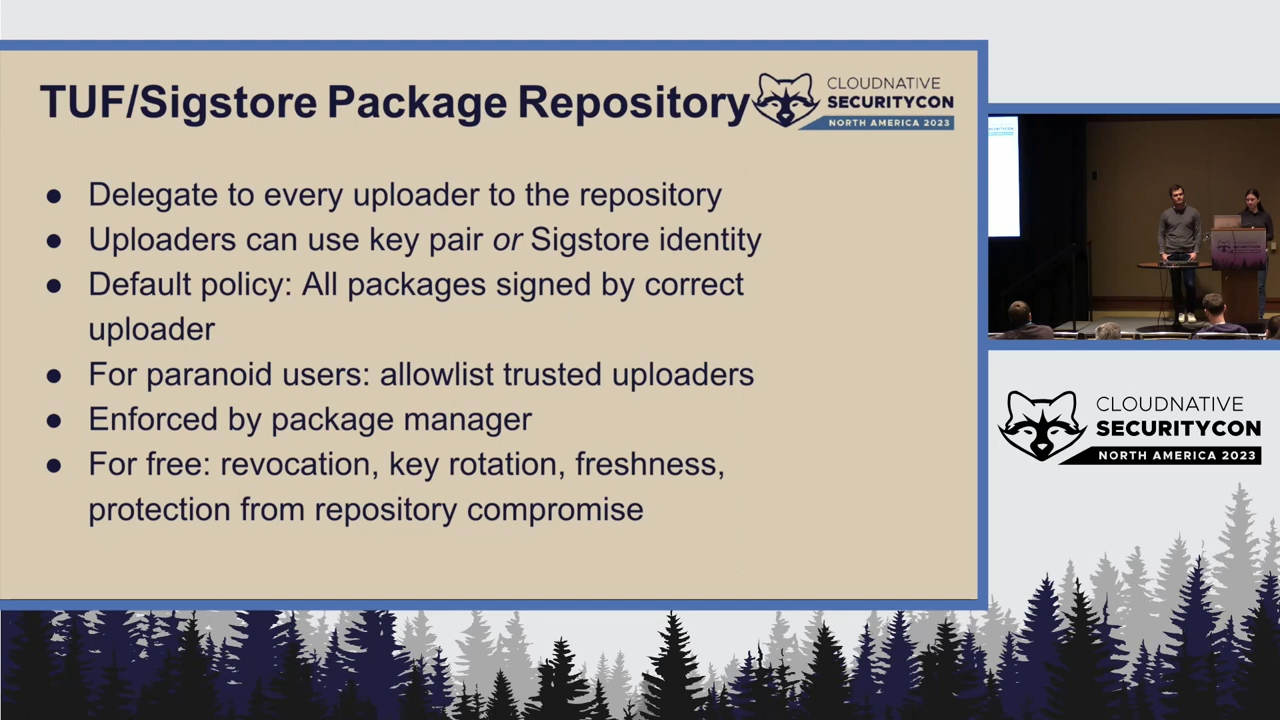 TUF/Sigstore Package Repository
CLOUDNATIVE
SECURITYCON
NORTH AMERICA 2023
● Delegate to every uploader to the repository
● Uploaders can use key pair or Sigstore identity
● Default policy: All packages signed by correct
uploader
● For paranoid users: allowlist trusted uploaders
● Enforced by package manager
● For free: revocation, key rotation, freshness,
protection from repository compromise
CLOUDNATIVE
SECURITYCON
NORTH AMERICA 2023